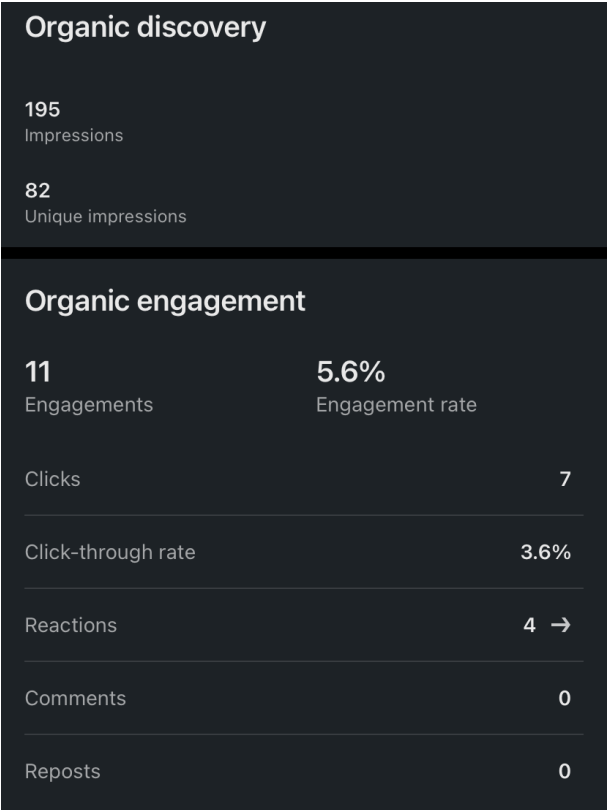 Organic discovery
195
Impressions
82
Unique impressions
Organic engagement
11
Engagements
5.6%
Engagement rate
Clicks
7
Click-through rate
3.6%
Reactions
4 →
Comments
0
Reposts
0